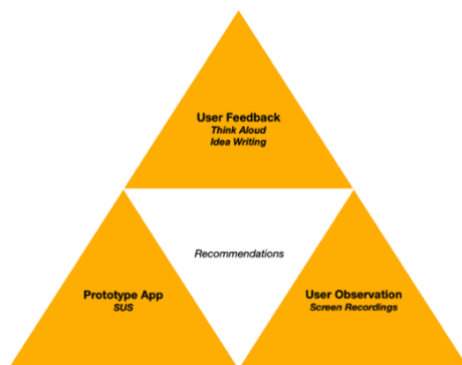 User Feedback
Think Aloud
Idea Writing
Recommendations
Prototype App
SUS
User Observation
Screen Recordings